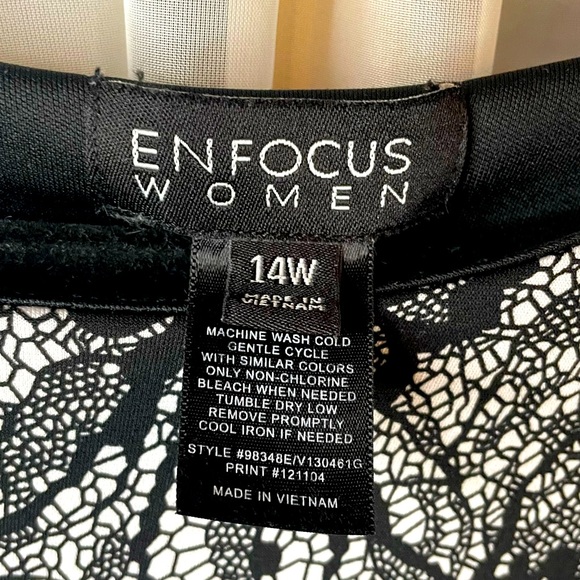 ENFOCUS
WOMEN
14W
MADE IN
VIETNAM
MACHINE WASH COLD
GENTLE CYCLE
WITH SIMILAR COLORS
ONLY NON-CHLORINE
BLEACH WHEN NEEDED
TUMBLE DRY LOW
REMOVE PROMPTLY
COOL IRON IF NEEDED
STYLE #98348E/V130461G
PRINT #121104
MADE IN VIETNAM